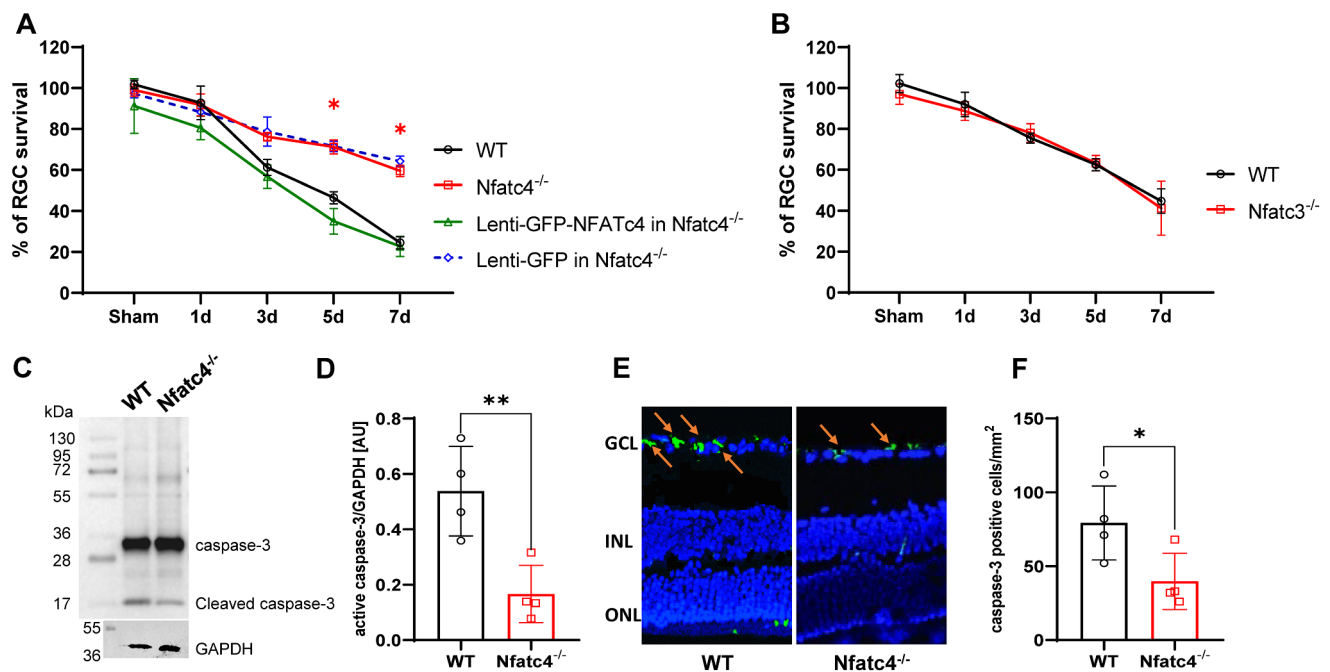 A
% of RGC survival
120
100
80
60
40
20
0
Sham 1d 3d 5d 7d
*
*
WT
Nfatc4-/-
Lenti-GFP-NFATc4 in Nfatc4-/-
Lenti-GFP in Nfatc4-/-
B
% of RGC survival
120
100
80
60
40
20
0
Sham 1d 3d 5d 7d
WT
Nfatc3-/-
C
WT Nfatc4-/-
kDa
130
95
72
55
36
28
17
55
36
caspase-3
Cleaved caspase-3
GAPDH
D
active caspase-3/GAPDH [AU]
0.8
0.6
0.4
0.2
0.0
**
WT Nfatc4-/-
E
GCL
INL
ONL
WT Nfatc4-/-
F
caspase-3 positive cells/mm2
150
100
50
0
*
WT Nfatc4-/-